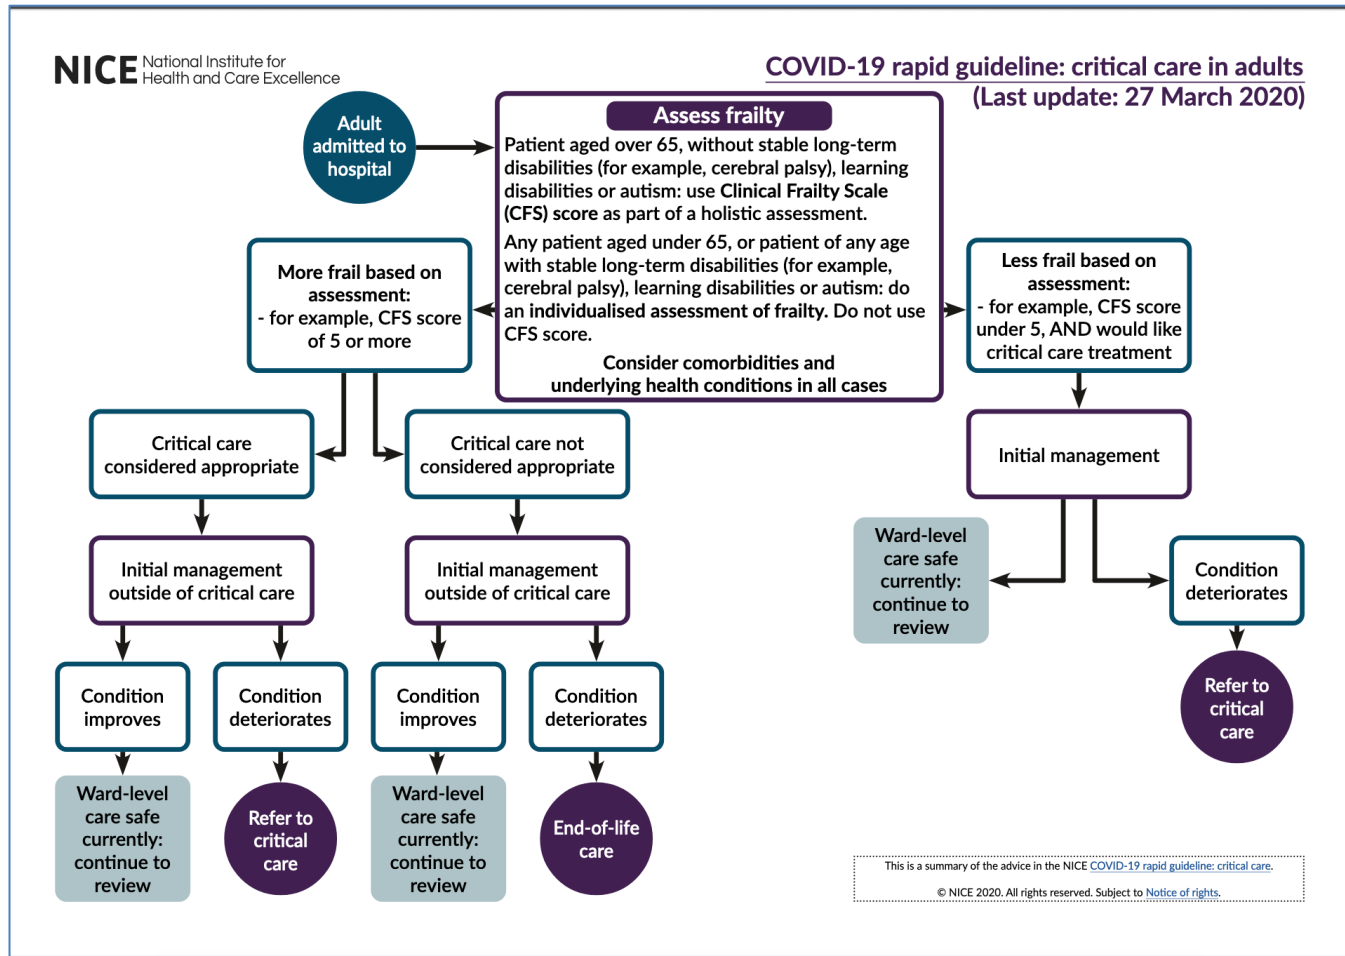 NICE National Institute for
Health and Care Excellence
COVID-19 rapid guideline: critical care in adults
(Last update: 27 March 2020)
Adult
admitted to
hospital
Assess frailty
Patient aged over 65, without stable long-term
disabilities (for example, cerebral palsy), learning
disabilities or autism: use Clinical Frailty Scale
(CFS) score as part of a holistic assessment.
Any patient aged under 65, or patient of any age
with stable long-term disabilities (for example,
cerebral palsy), learning disabilities or autism: do
an individualised assessment of frailty. Do not use
CFS score.
Consider comorbidities and
underlying health conditions in all cases
More frail based on
assessment:
- for example, CFS score
of 5 or more
Less frail based on
assessment:
- for example, CFS score
under 5, AND would like
critical care treatment
Critical care
considered appropriate
Critical care not
considered appropriate
Initial management
Initial management
outside of critical care
Initial management
outside of critical care
Ward-level
care safe
currently:
continue to
review
Condition
deteriorates
Refer to
critical
care
Condition
improves
Condition
deteriorates
Condition
improves
Condition
deteriorates
Ward-level
care safe
currently:
continue to
review
Refer to
critical
care
Ward-level
care safe
currently:
continue to
review
End-of-life
care
This is a summary of the advice in the NICE COVID-19 rapid guideline: critical care.
© NICE 2020. All rights reserved. Subject to Notice of rights.